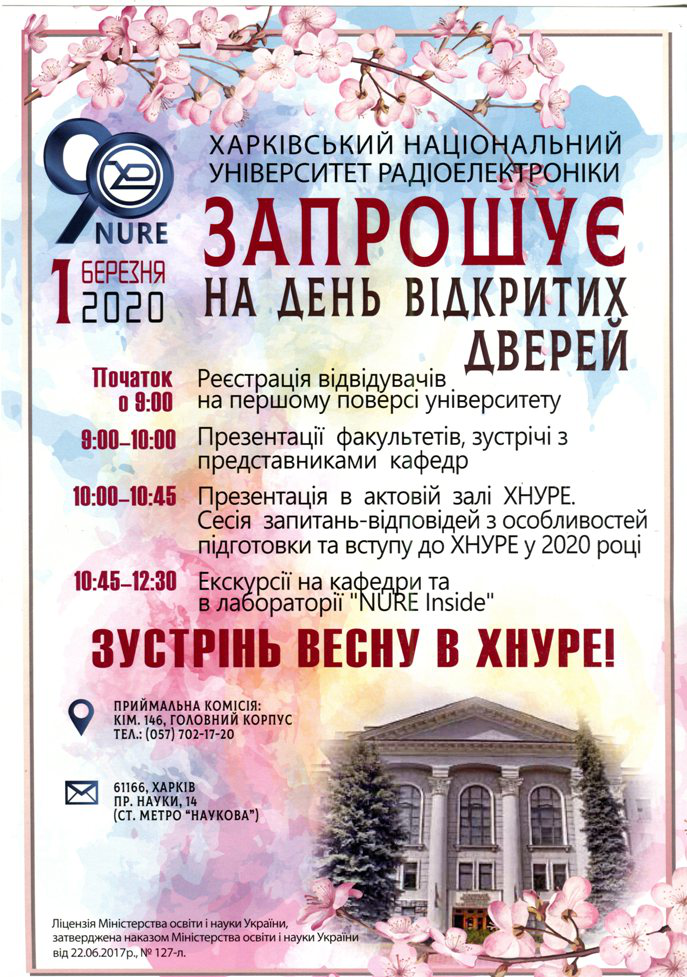 ХАРКІВСЬКИЙ НАЦІОНАЛЬНИЙ
УНІВЕРСИТЕТ РАДІОЕЛЕКТРОНІКИ
90
NURE
ЗАПРОШУЄ
1 БЕРЕЗНЯ
2020
НА ДЕНЬ ВІДКРИТИХ
ДВЕРЕЙ
Початок
о 9:00
Реєстрація відвідувачів
на першому поверсі університету
9:00–10:00
Презентації факультетів, зустрічі з
представниками кафедр
10:00–10:45
Презентація в актовій залі ХНУРЕ.
Сесія запитань-відповідей з особливостей
підготовки та вступу до ХНУРЕ у 2020 році
10:45–12:30
Екскурсії на кафедри та
в лабораторії "NURE Inside"
ЗУСТРІНЬ ВЕСНУ В ХНУРЕ!
ПРИЙМАЛЬНА КОМІСІЯ:
КІМ. 146, ГОЛОВНИЙ КОРПУС
ТЕЛ.: (057) 702-17-20
61166, ХАРКІВ
ПР. НАУКИ, 14
(СТ. МЕТРО “НАУКОВА”)
Ліцензія Міністерства освіти і науки України,
затверджена наказом Міністерства освіти і науки України
від 22.06.2017р., № 127-л.